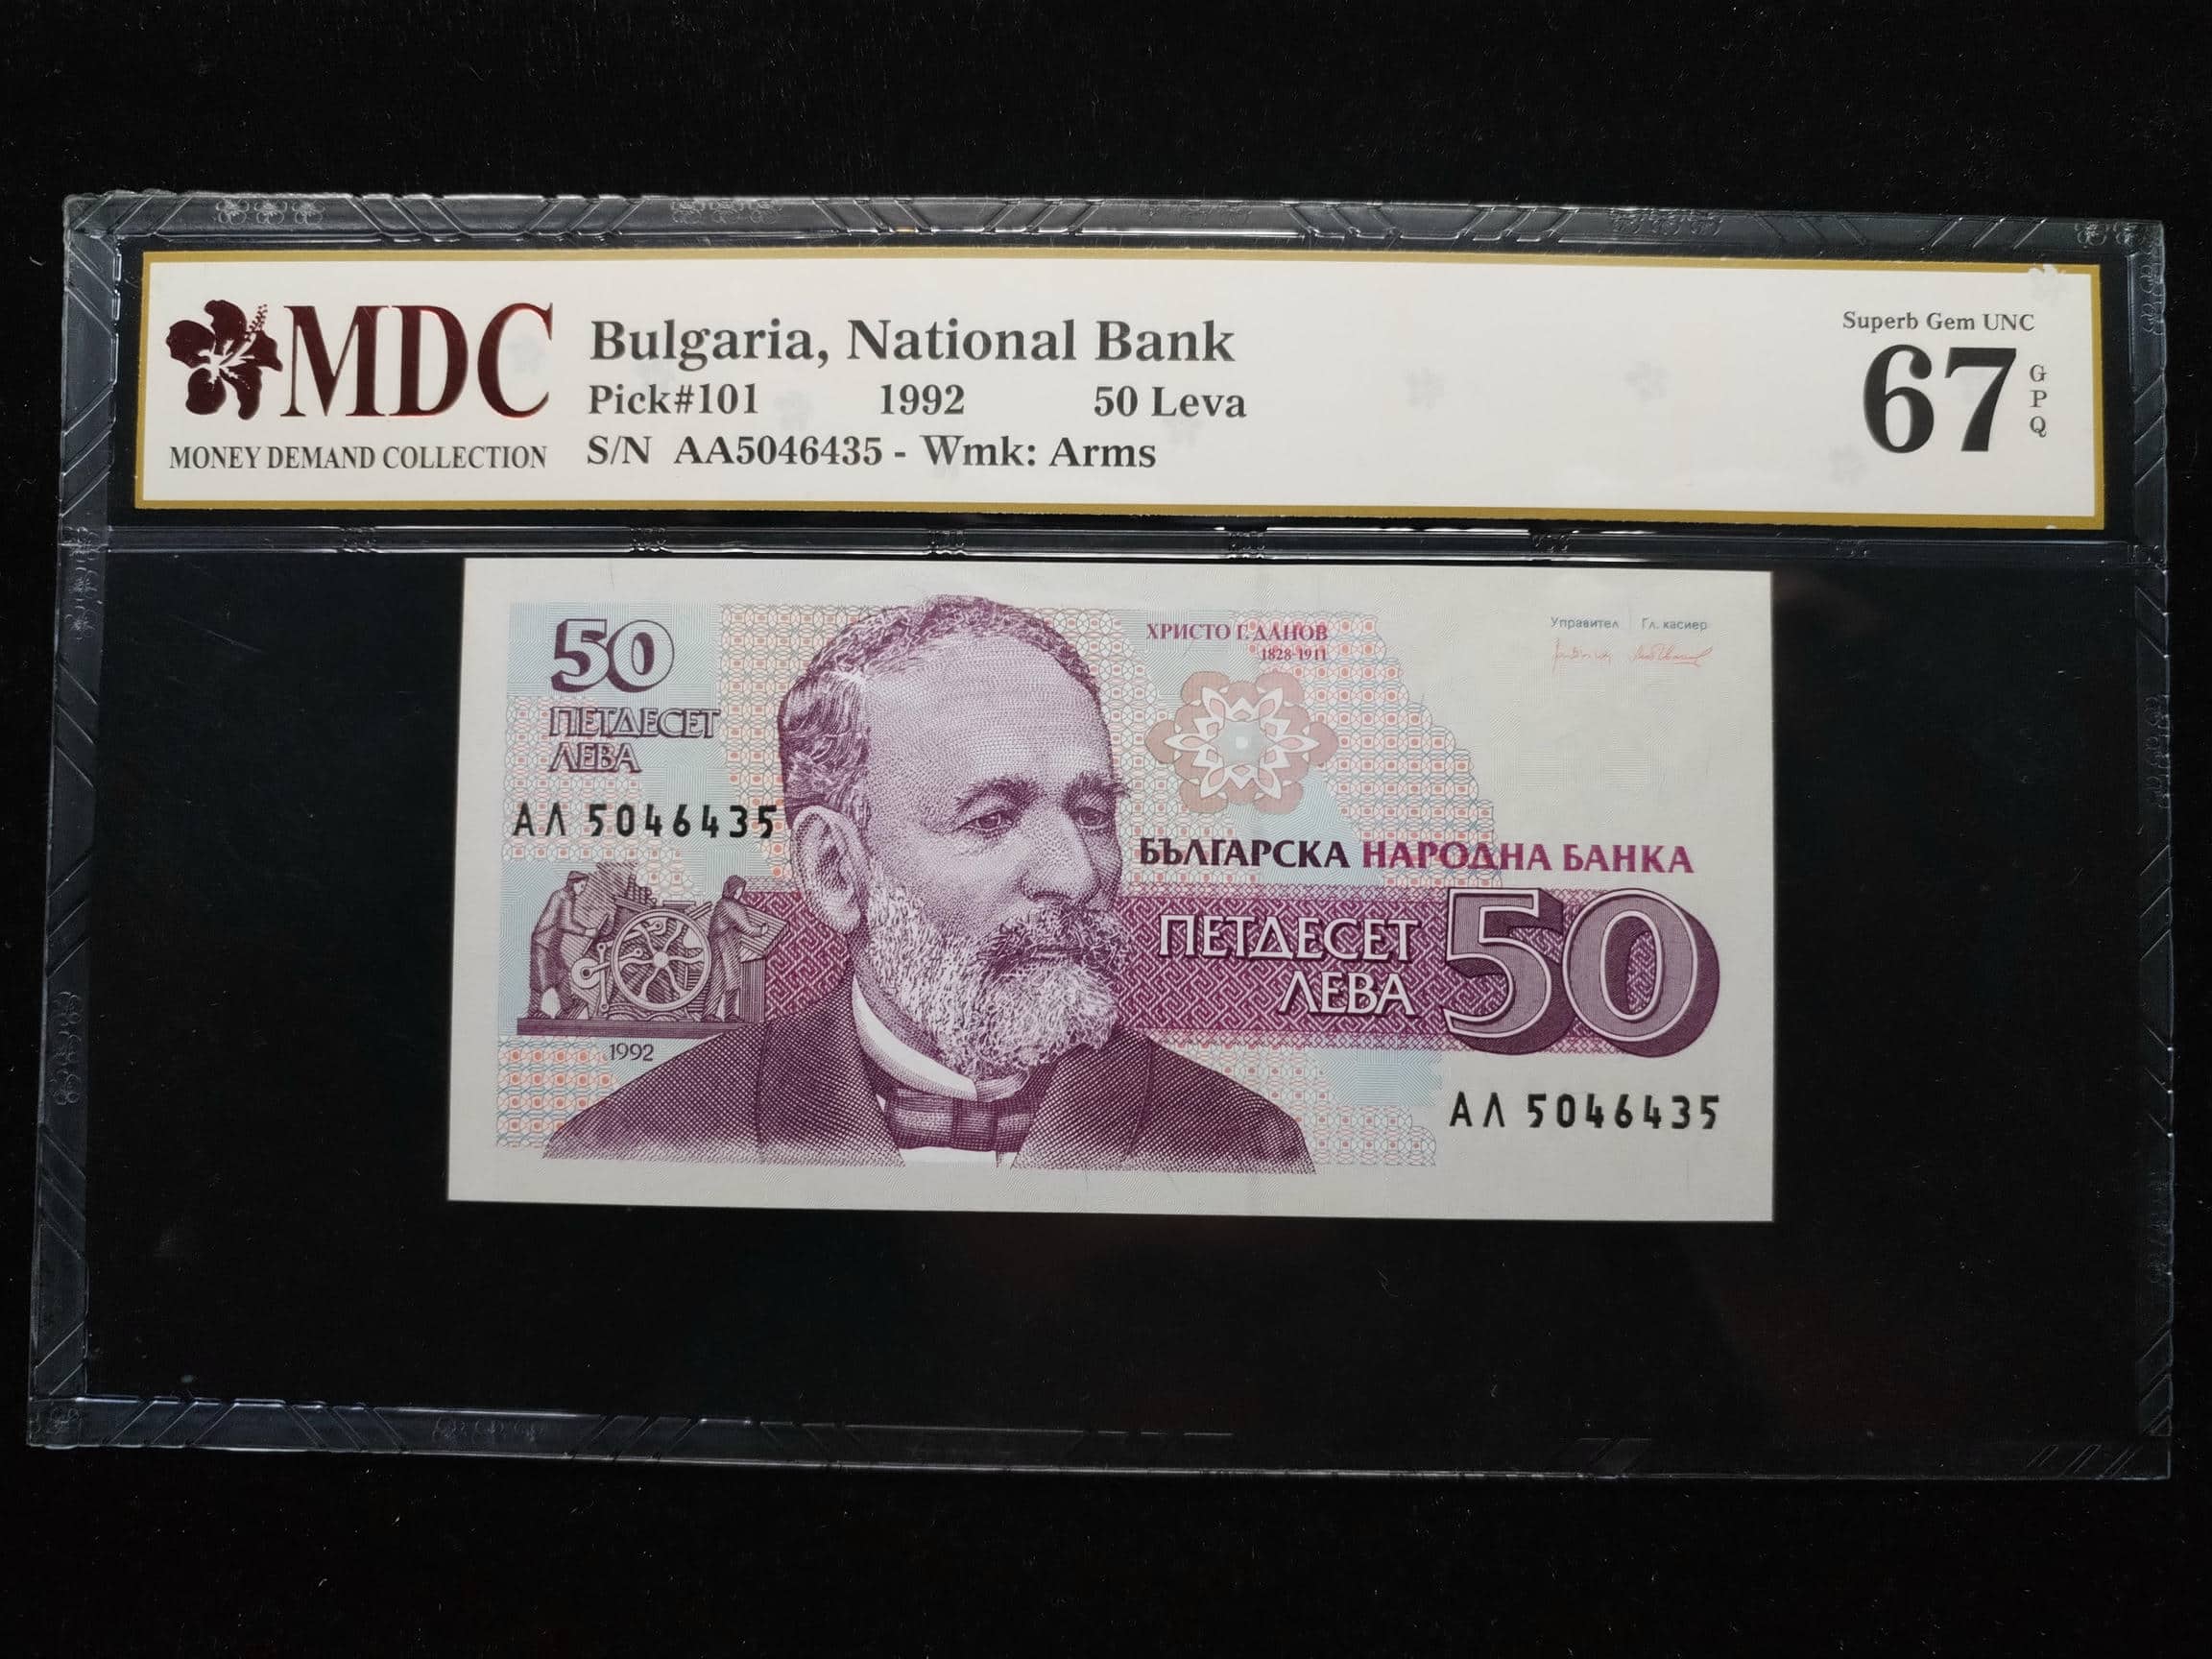 MDC
MONEY DEMAND COLLECTION
Bulgaria, National Bank
Pick#101 1992 50 Leva
S/N AA5046435 - Wmk: Arms
Superb Gem UNC
67 GPQ
50
ПЕТДЕСЕТ
ЛЕВА
АЛ 5046435
1992
ХРИСТО Г. ДАНОВ
1828-1911
Управител Гл. касиер
БЪЛГАРСКА НАРОДНА БАНКА
ПЕТДЕСЕТ
ЛЕВА
50
АЛ 5046435